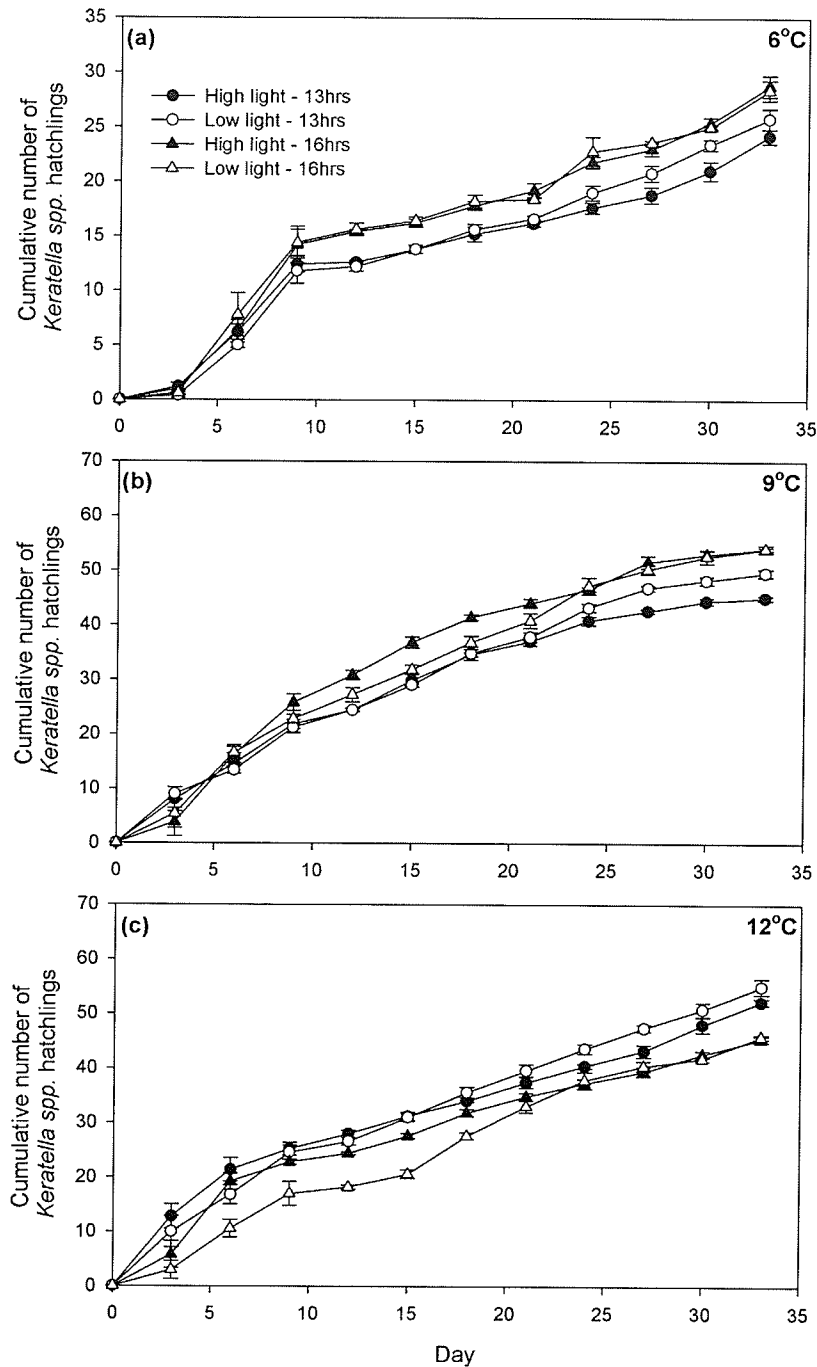 (a)
6°C
35
30
25
20
15
10
5
0
Cumulative number of
Keratella spp. hatchlings
High light - 13hrs
Low light - 13hrs
High light - 16hrs
Low light - 16hrs
0 5 10 15 20 25 30 35
(b)
9°C
70
60
50
40
30
20
10
0
Cumulative number of
Keratella spp. hatchlings
0 5 10 15 20 25 30 35
(c)
12°C
70
60
50
40
30
20
10
0
Cumulative number of
Keratella spp. hatchlings
0 5 10 15 20 25 30 35
Day